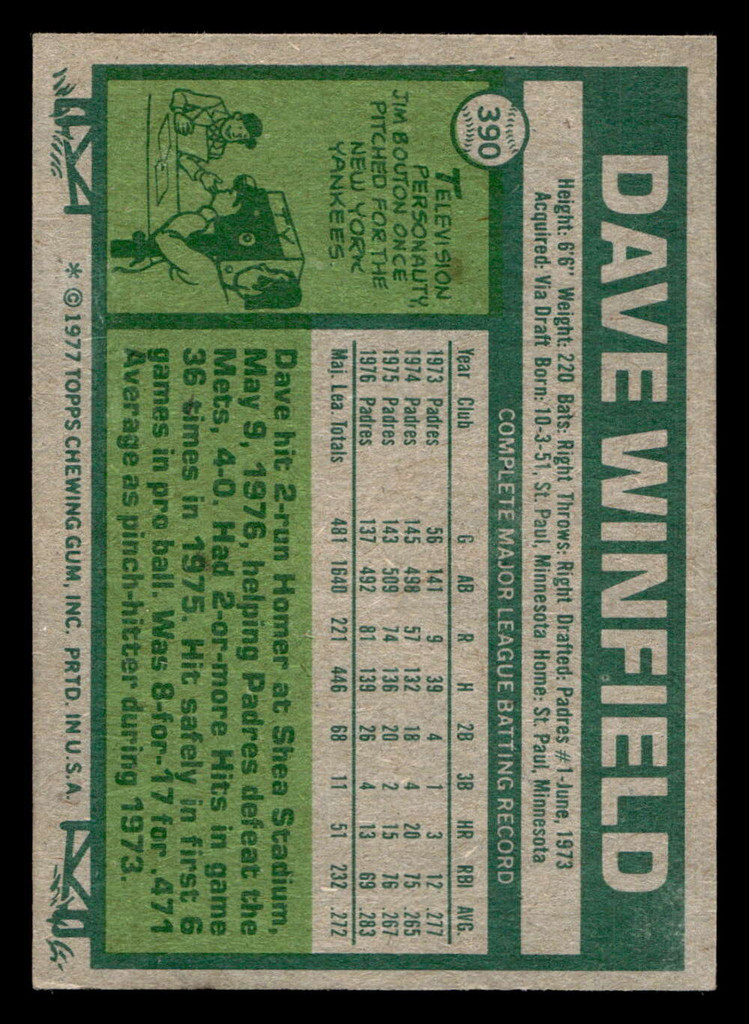 390
DAVE WINFIELD
Height: 6'6" Weight: 220 Bats: Right Throws: Right Drafted: Padres #1-June, 1973
Acquired: Via Draft Born: 10-3-51, St. Paul, Minnesota Home: St. Paul, Minnesota
COMPLETE MAJOR LEAGUE BATTING RECORD
Year Club G AB R H 2B 3B HR RBI AVG.
1973 Padres 56 141 9 39 4 1 3 12 .277
1974 Padres 145 498 57 132 18 4 20 75 .265
1975 Padres 143 509 74 136 20 2 15 76 .267
1976 Padres 137 492 81 139 26 4 13 69 .283
Maj. Lea. Totals 481 1640 221 446 68 11 51 232 .272
TELEVISION
PERSONALITY,
JIM BOUTON ONCE
PITCHED FOR THE
NEW YORK
YANKEES.
TV
Dave hit 2-run Homer at Shea Stadium,
May 9, 1976, helping Padres defeat the
Mets, 4-0. Had 2-or-more Hits in game
36 times in 1975. Hit safely in first 6
games in pro ball. Was 8-for-17 for .471
Average as pinch-hitter during 1973.
* © 1977 TOPPS CHEWING GUM, INC. PRTD. IN U.S.A.